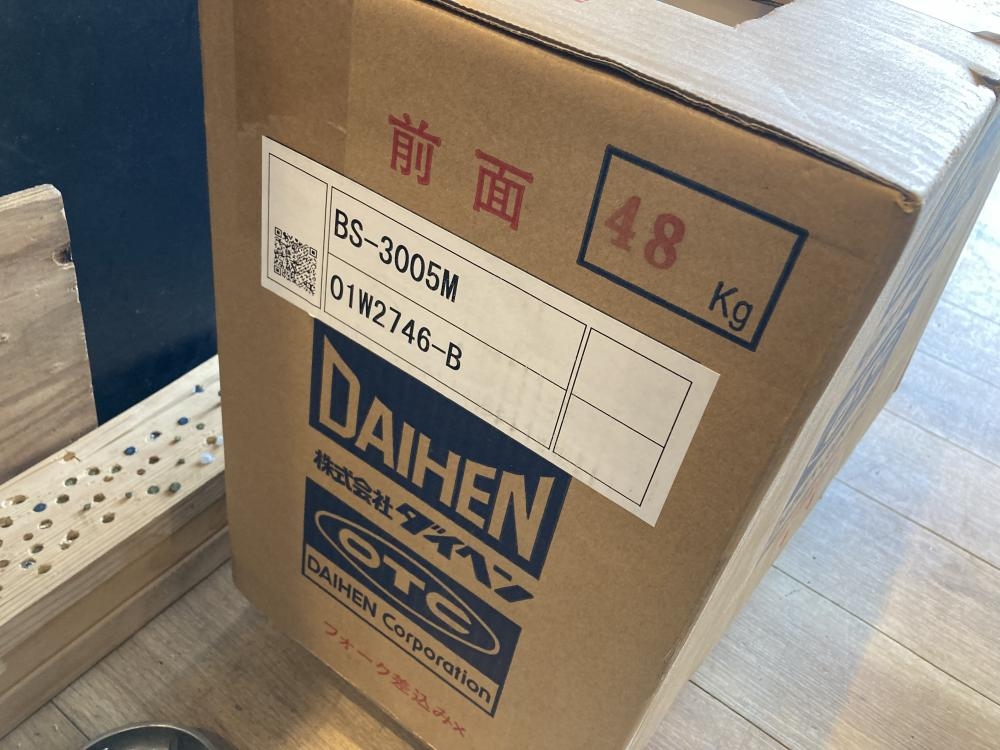 前面
48
Kg
BS-3005M
01W2746-B
DAIHEN
株式会社ダイヘン
OTC
DAIHEN Corporation
フォーク差込み×